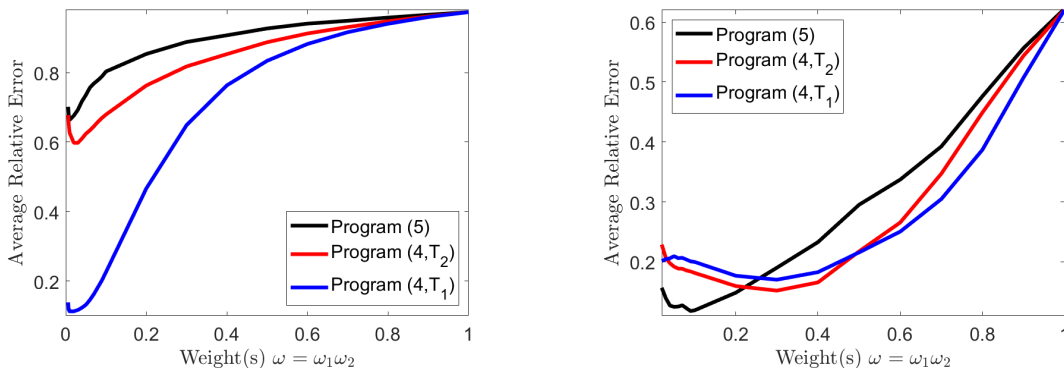 Average Relative Error
0.8
0.6
0.4
0.2
Program (5)
Program (4,T2)
Program (4,T1)
0
0.2
0.4
0.6
0.8
1
Weight(s) ω = ω1ω2
Average Relative Error
0.6
0.5
0.4
0.3
0.2
Program (5)
Program (4,T2)
Program (4,T1)
0.2
0.4
0.6
0.8
1
Weight(s) ω = ω1ω2